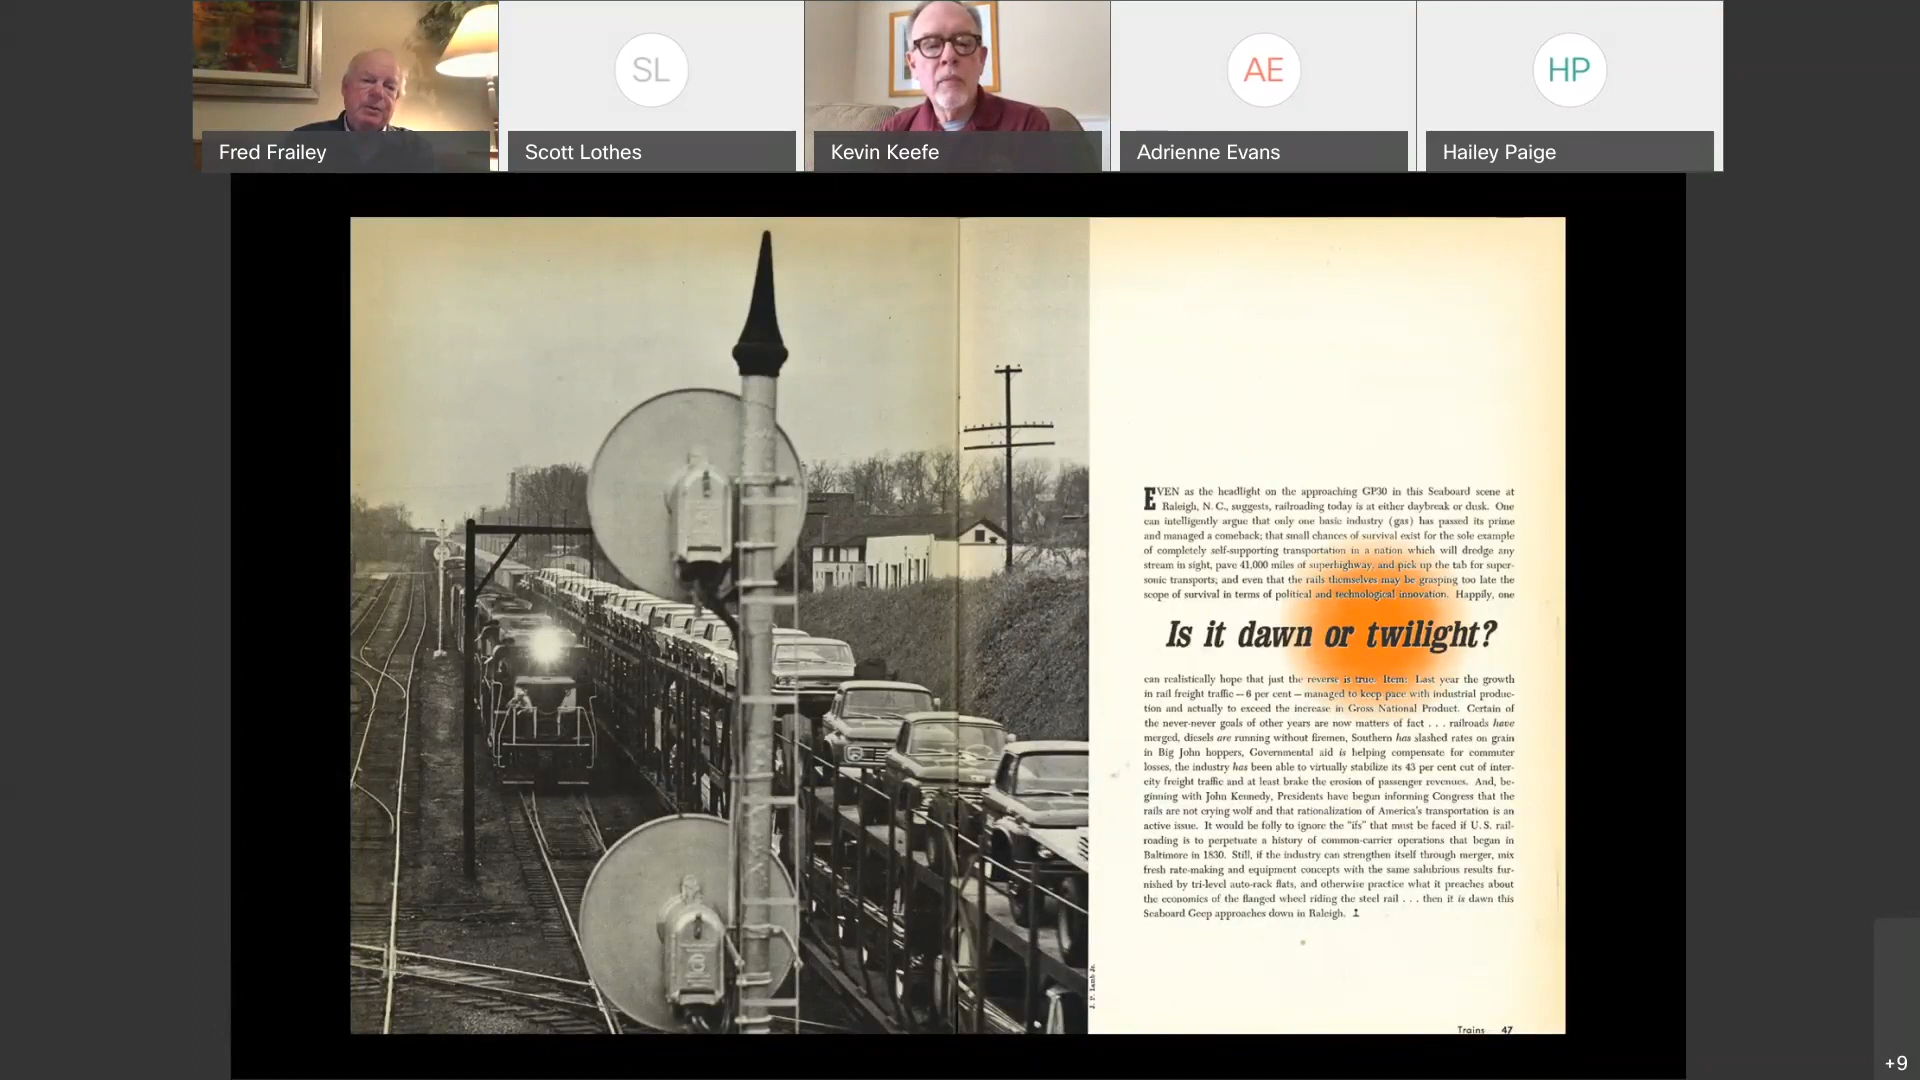 SL
AE
HP
Fred Frailey
Scott Lothes
Kevin Keefe
Adrienne Evans
Hailey Paige
EVEN as the headlight on the approaching GP30 in this Seaboard scene at
Raleigh, N. C., suggests, railroading today is at either daybreak or dusk. One
can intelligently argue that only one basic industry (gas) has passed its prime
and managed a comeback; that small chances of survival exist for the sole example
of completely self-supporting transportation in a nation which will dredge any
stream in sight, pave 41,000 miles of superhighway, and pick up the tab for super-
sonic transports; and even that the rails themselves may be grasping too late the
scope of survival in terms of political and technological innovation. Happily, one
Is it dawn or twilight?
can realistically hope that just the reverse is true. Item: Last year the growth
in rail freight traffic — 6 per cent — managed to keep pace with industrial produc-
tion and actually to exceed the increase in Gross National Product. Certain of
the never-never goals of other years are now matters of fact . . . railroads have
merged, diesels are running without firemen, Southern has slashed rates on grain
in Big John hoppers, Governmental aid is helping compensate for commuter
losses, the industry has been able to virtually stabilize its 43 per cent cut of inter-
city freight traffic and at least brake the erosion of passenger revenues. And, be-
ginning with John Kennedy, Presidents have begun informing Congress that the
rails are not crying wolf and that rationalization of America's transportation is an
active issue. It would be folly to ignore the "ifs" that must be faced if U. S. rail-
roading is to perpetuate a history of common-carrier operations that began in
Baltimore in 1830. Still, if the industry can strengthen itself through merger, mix
fresh rate-making and equipment concepts with the same salubrious results fur-
nished by tri-level auto-rack flats, and otherwise practice what it preaches about
the economics of the flanged wheel riding the steel rail . . . then it is dawn this
Seaboard Geep approaches down in Raleigh.
J. P. Lamb Jr.
Trains 47
+9